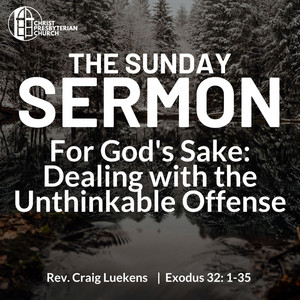 CHRIST
PRESBYTERIAN
CHURCH
THE SUNDAY
SERMON
For God's Sake:
Dealing with the
Unthinkable Offense
Rev. Craig Luekens | Exodus 32: 1-35